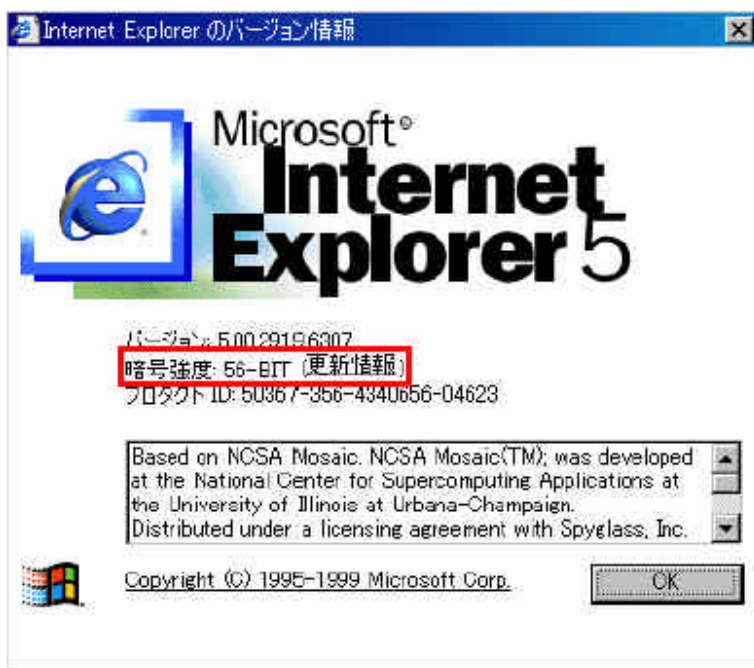 Internet Explorer のバージョン情報
Microsoft®
Internet
Explorer 5
バージョン: 5.00.2919.6307
暗号強度: 56-BIT (更新情報)
プロダクト ID: 50367-356-4340656-04623
Based on NCSA Mosaic. NCSA Mosaic(TM); was developed
at the National Center for Supercomputing Applications at
the University of Illinois at Urbana-Champaign.
Distributed under a licensing agreement with Spyglass, Inc.
Copyright (C) 1995-1999 Microsoft Corp.
OK